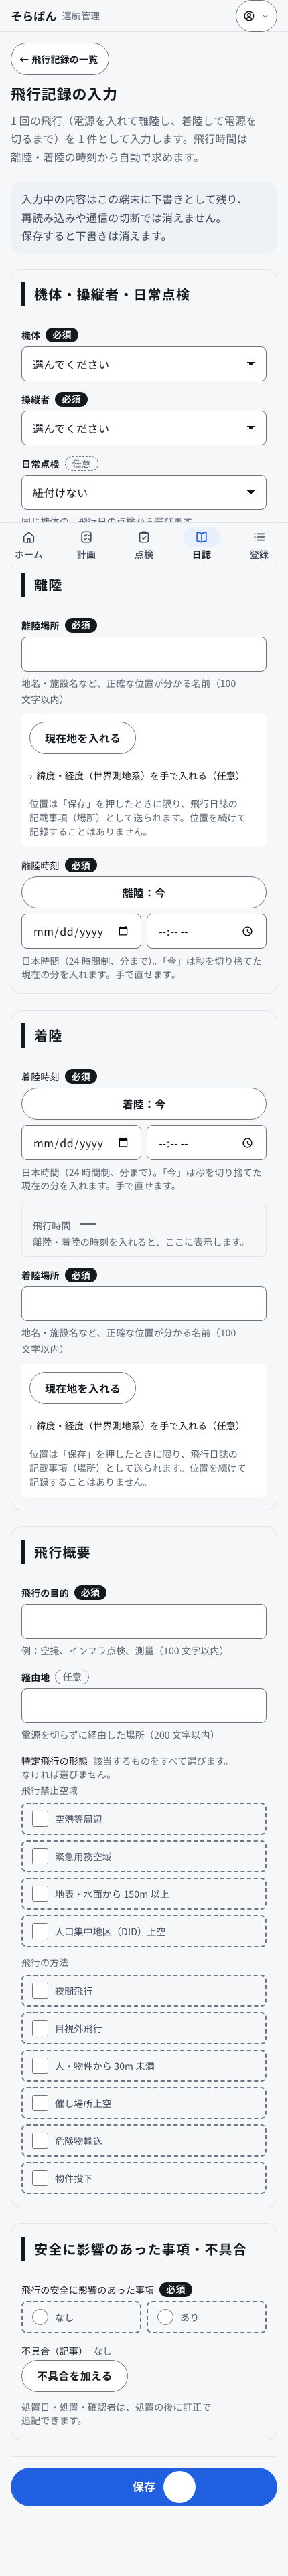 そらばん 運航管理
← 飛行記録の一覧
飛行記録の入力
1 回の飛行（電源を入れて離陸し、着陸して電源を
切るまで）を 1 件として入力します。飛行時間は
離陸・着陸の時刻から自動で求めます。
入力中の内容はこの端末に下書きとして残り、
再読み込みや通信の切断では消えません。
保存すると下書きは消えます。
機体・操縦者・日常点検
機体 必須
選んでください
操縦者 必須
選んでください
日常点検 任意
紐付けない
同じ機体の、飛行日の点検から選びます
ホーム 計画 点検 日誌 登録
離陸
離陸場所 必須
地名・施設名など、正確な位置が分かる名前（100
文字以内）
現在地を入れる
› 緯度・経度（世界測地系）を手で入れる（任意）
位置は「保存」を押したときに限り、飛行日誌の
記載事項（場所）として送られます。位置を続けて
記録することはありません。
離陸時刻 必須
離陸：今
mm/dd/yyyy --:-- --
日本時間（24 時間制、分まで）。「今」は秒を切り捨てた
現在の分を入れます。手で直せます。
着陸
着陸時刻 必須
着陸：今
mm/dd/yyyy --:-- --
日本時間（24 時間制、分まで）。「今」は秒を切り捨てた
現在の分を入れます。手で直せます。
飛行時間 —
離陸・着陸の時刻を入れると、ここに表示します。
着陸場所 必須
地名・施設名など、正確な位置が分かる名前（100
文字以内）
現在地を入れる
› 緯度・経度（世界測地系）を手で入れる（任意）
位置は「保存」を押したときに限り、飛行日誌の
記載事項（場所）として送られます。位置を続けて
記録することはありません。
飛行概要
飛行の目的 必須
例：空撮、インフラ点検、測量（100 文字以内）
経由地 任意
電源を切らずに経由した場所（200 文字以内）
特定飛行の形態 該当するものをすべて選びます。
なければ選びません。
飛行禁止空域
空港等周辺
緊急用務空域
地表・水面から 150m 以上
人口集中地区（DID）上空
飛行の方法
夜間飛行
目視外飛行
人・物件から 30m 未満
催し場所上空
危険物輸送
物件投下
安全に影響のあった事項・不具合
飛行の安全に影響のあった事項 必須
なし あり
不具合（記事） なし
不具合を加える
処置日・処置・確認者は、処置の後に訂正で
追記できます。
保存